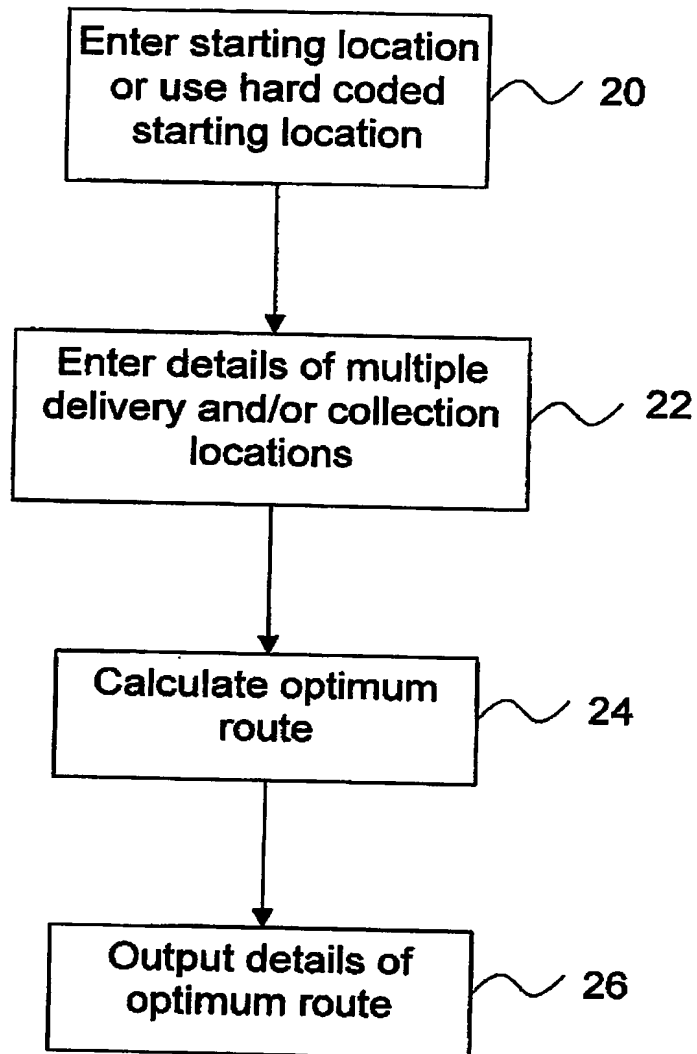 Enter starting location
or use hard coded
starting location
20
Enter details of multiple
delivery and/or collection
locations
22
Calculate optimum
route
24
Output details of
optimum route
26